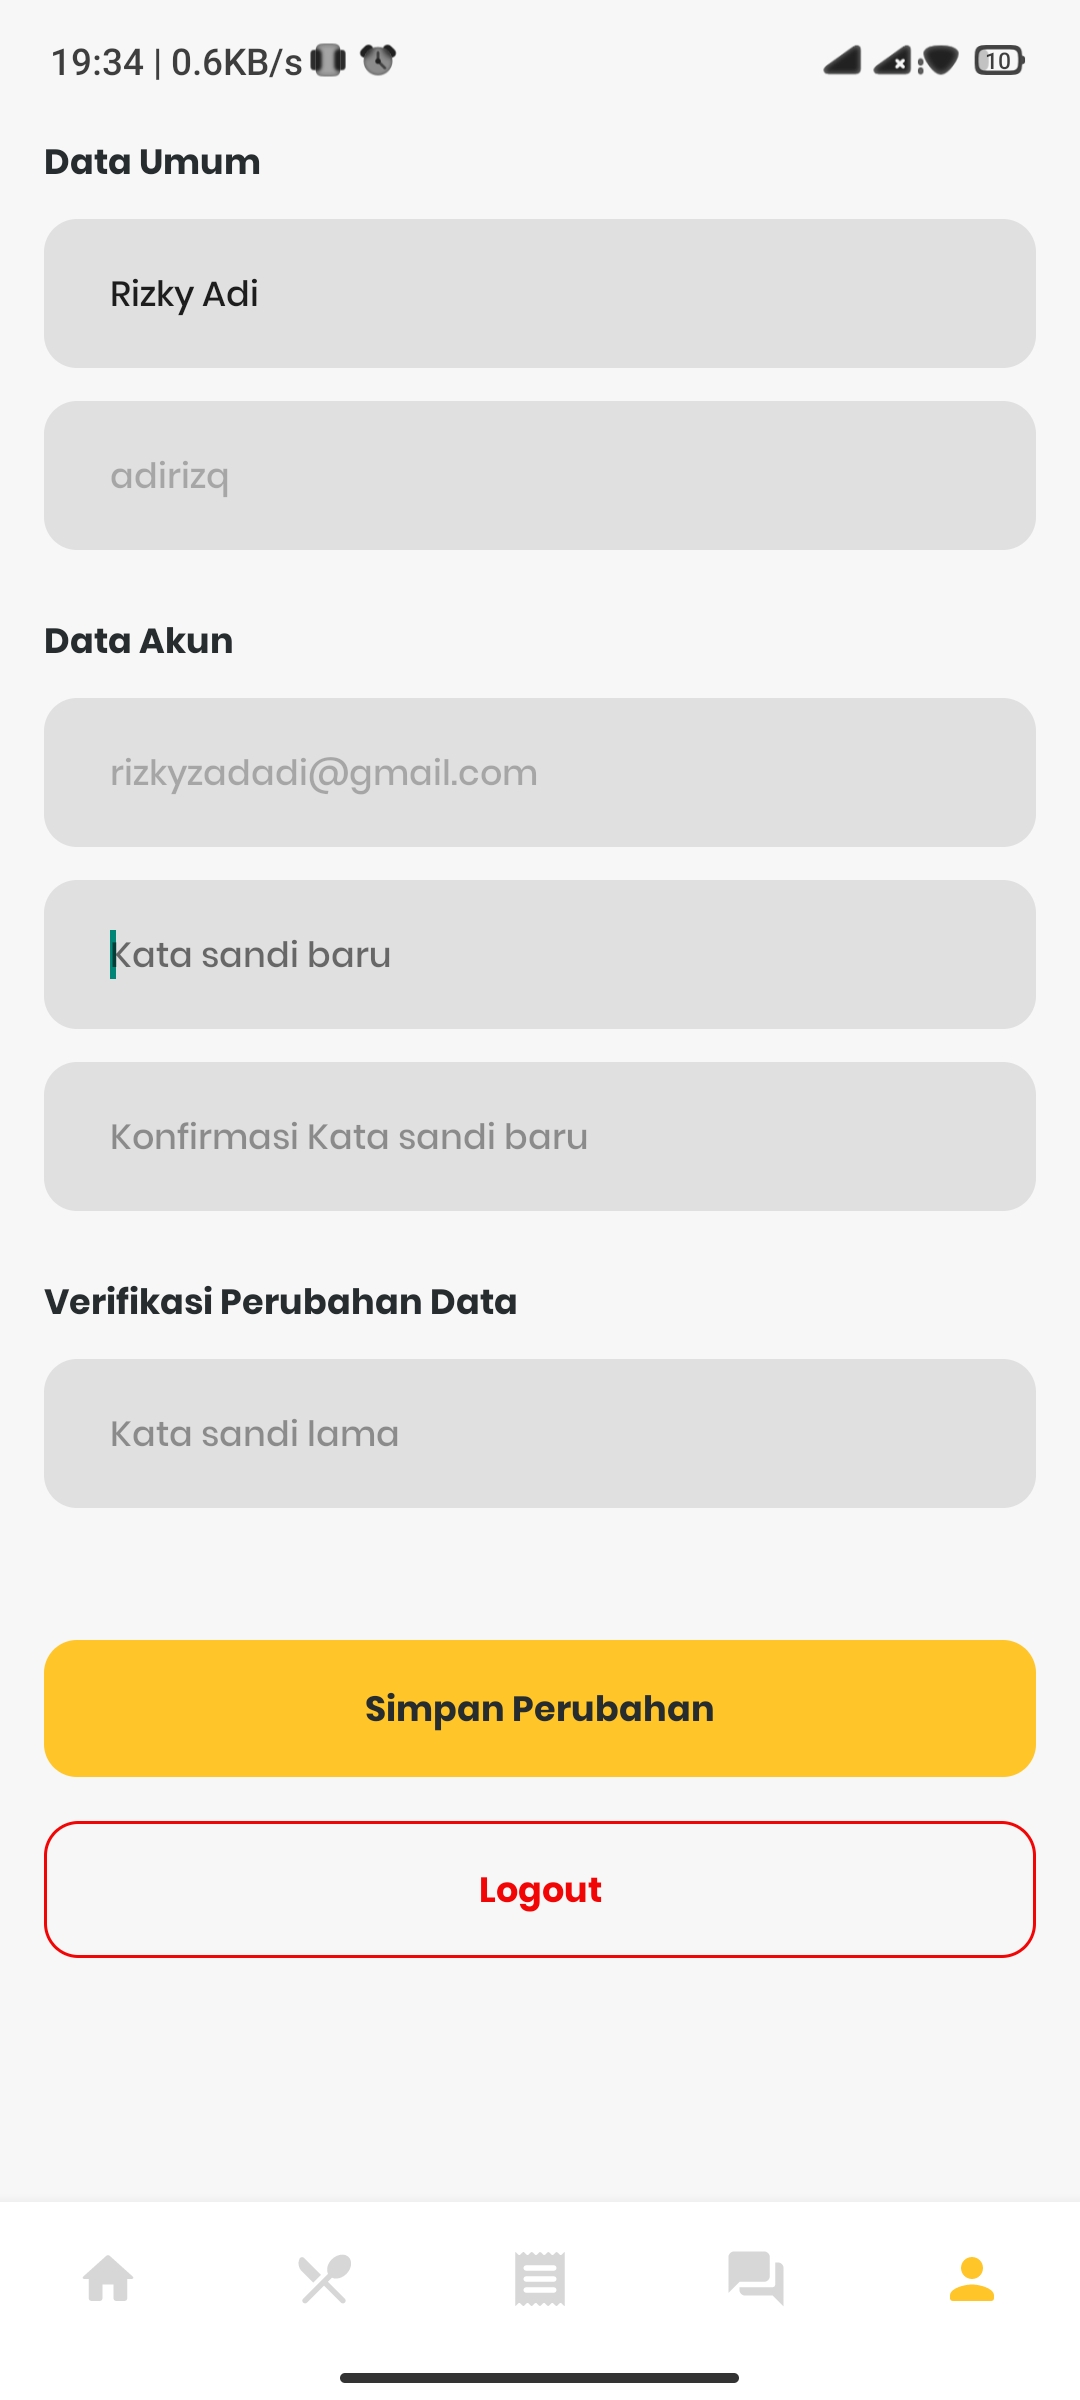 19:34 | 0.6KB/s
10
Data Umum
Rizky Adi
adirizq
Data Akun
rizkyzadadi@gmail.com
Kata sandi baru
Konfirmasi Kata sandi baru
Verifikasi Perubahan Data
Kata sandi lama
Simpan Perubahan
Logout